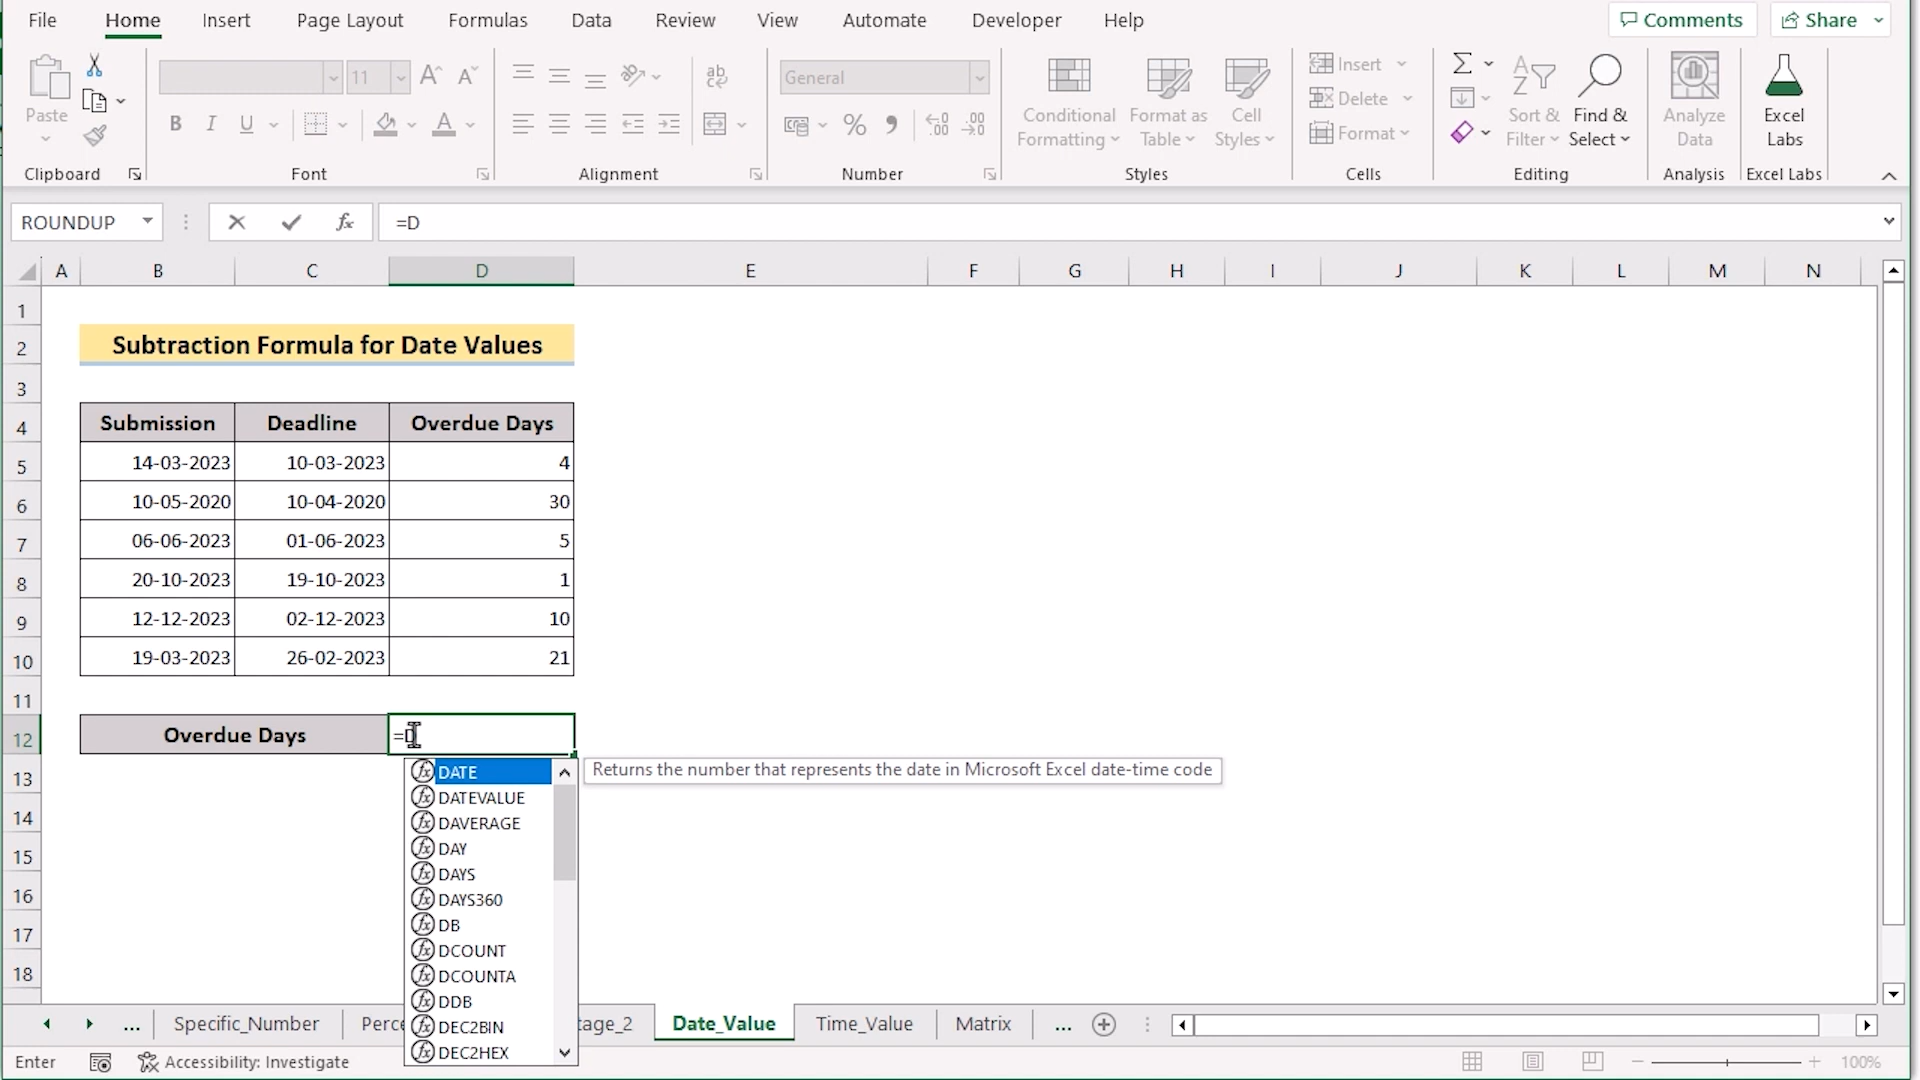 File Home Insert Page Layout Formulas Data Review View Automate Developer Help Comments Share
Paste
11
General
Conditional Formatting
Format as Table
Cell Styles
Insert
Delete
Format
Sort & Filter
Find & Select
Analyze Data
Excel Labs
Clipboard Font Alignment Number Styles Cells Editing Analysis Excel Labs
ROUNDUP fx =D
A B C D E F G H I J K L M N
1
2 Subtraction Formula for Date Values
3
4 Submission Deadline Overdue Days
5 14-03-2023 10-03-2023 4
6 10-05-2020 10-04-2020 30
7 06-06-2023 01-06-2023 5
8 20-10-2023 19-10-2023 1
9 12-12-2023 02-12-2023 10
10 19-03-2023 26-02-2023 21
11
12 Overdue Days =D
DATE Returns the number that represents the date in Microsoft Excel date-time code
13 DATEVALUE
DAVERAGE
14 DAY
15 DAYS
16 DAYS360
DB
17 DCOUNT
18 DCOUNTA
DDB
... Specific_Number Perce tage_2 Date_Value Time_Value Matrix ...
DEC2BIN
DEC2HEX
Enter Accessibility: Investigate 100%